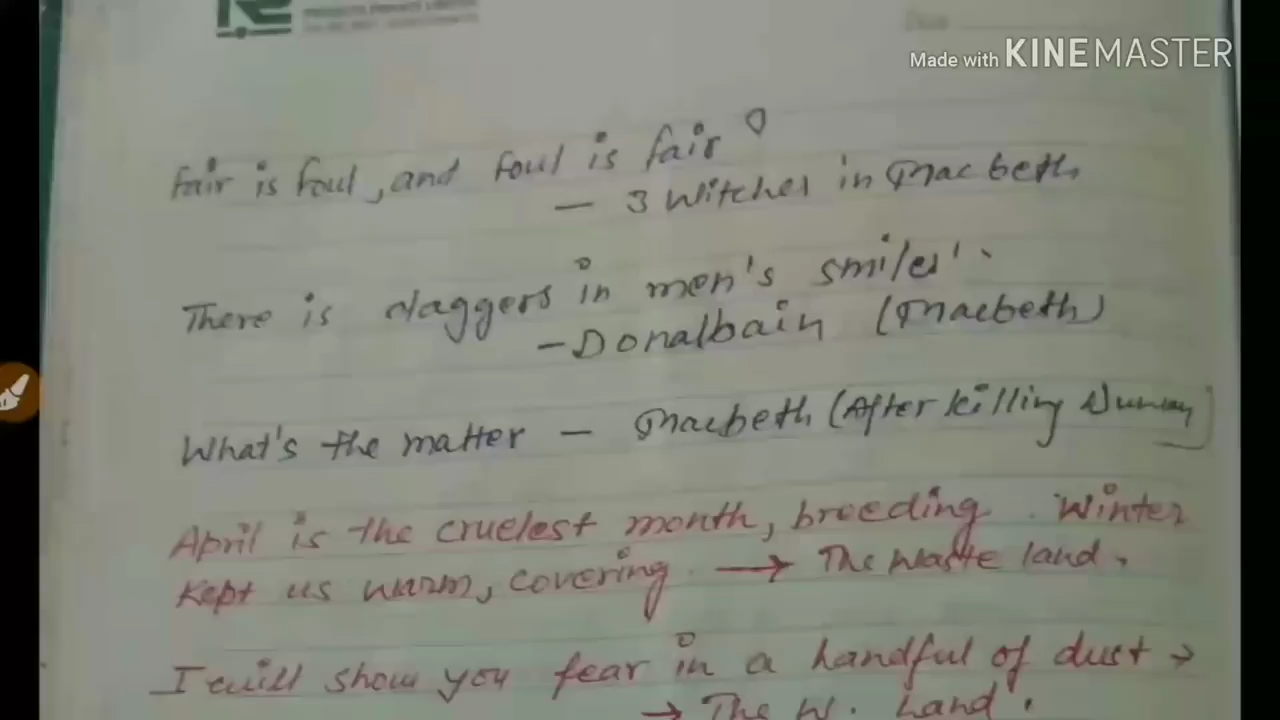 Made with KINEMASTER
Date
Fair is foul, and foul is fair
— 3 Witches in Macbeth
There is daggers in men's smiles'.
— Donalbain (Macbeth)
What's the matter — Macbeth (After killing
April is the cruelest month, breeding. Winter
kept us warm, covering. → The Waste land.
I will show you fear in a handful of dust →
→ The W. Land.